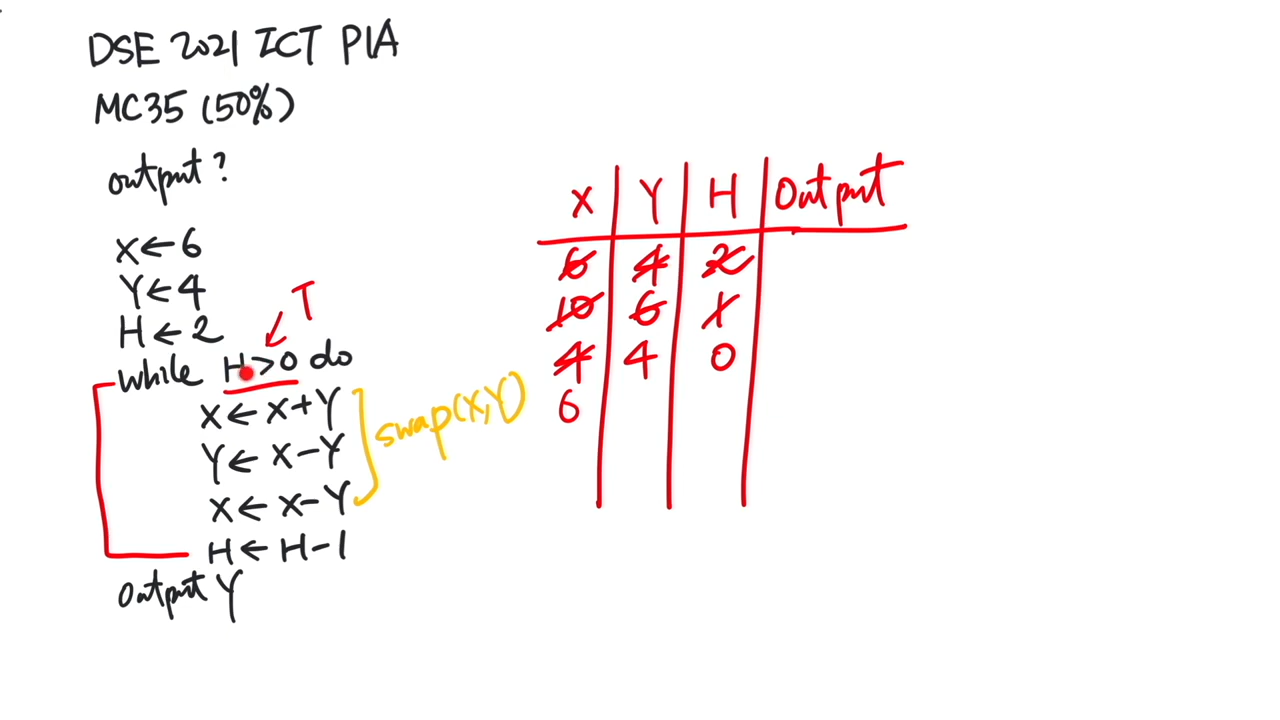 DSE 2021 ICT P1A
MC35 (50%)
output?
X←6
Y←4
H←2
while H>0 do
X←X+Y
Y←X-Y
X←X-Y
H←H-1
output Y
T
swap(X,Y)
X Y H Output
6 4 2
10 6 1
4 4 0
6